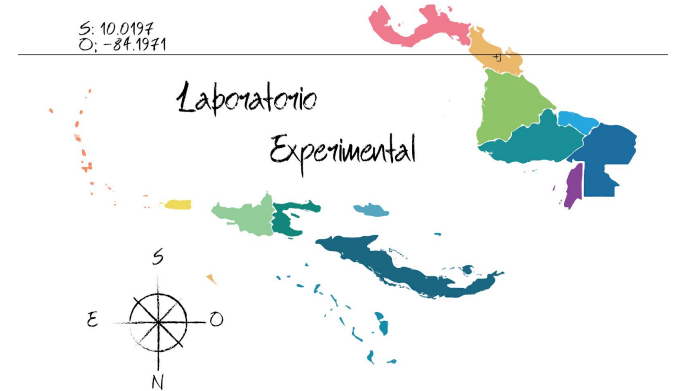 S: 10.0197
O; -84.1971
Laboratorio
Experimental
S
E
O
N